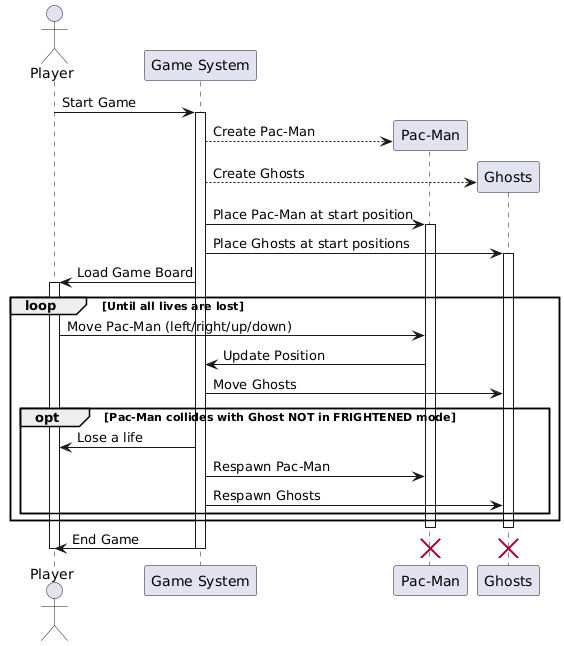 Player
Game System
Start Game
Create Pac-Man
Pac-Man
Create Ghosts
Ghosts
Place Pac-Man at start position
Place Ghosts at start positions
Load Game Board
loop [Until all lives are lost]
Move Pac-Man (left/right/up/down)
Update Position
Move Ghosts
opt [Pac-Man collides with Ghost NOT in FRIGHTENED mode]
Lose a life
Respawn Pac-Man
Respawn Ghosts
End Game
Player
Game System
Pac-Man
Ghosts